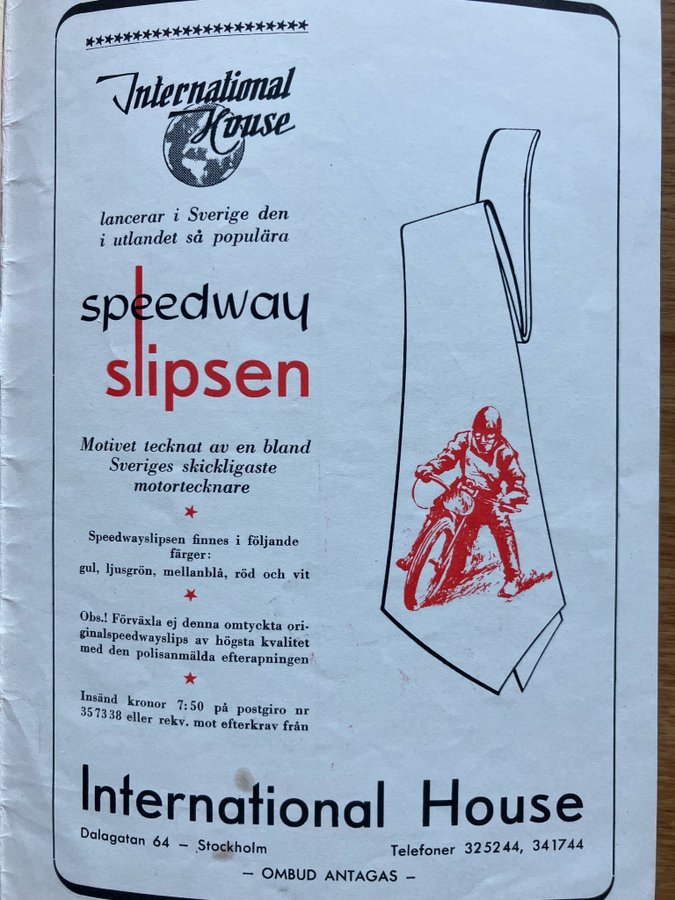 International
House
lancerar i Sverige den
i utlandet så populära
speedway
slipsen
Motivet tecknat av en bland
Sveriges skickligaste
motortecknare
Speedwayslipsen finnes i följande
färger:
gul, ljusgrön, mellanblå, röd och vit
Obs.! Förväxla ej denna omtyckta ori-
ginalspeedwayslips av högsta kvalitet
med den polisanmälda efterapningen
Insänd kronor 7:50 på postgiro nr
357338 eller rekv. mot efterkrav från
International House
Dalagatan 64 – Stockholm
Telefoner 325244, 341744
– OMBUD ANTAGAS –